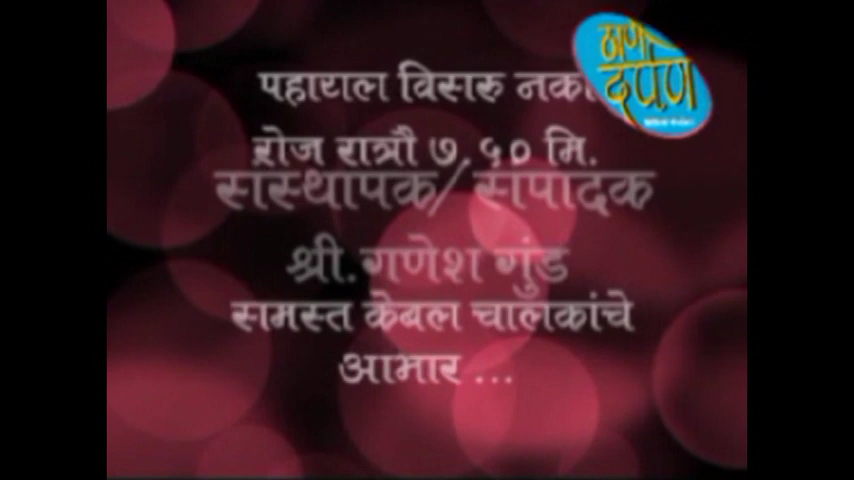 ठाणे
दर्पण
पहायला विसरु नका
रोज रात्रौ ७.५० मि.
संस्थापक/ संपादक
श्री.गणेश गुंड
समस्त केबल चालकांचे
आभार ...